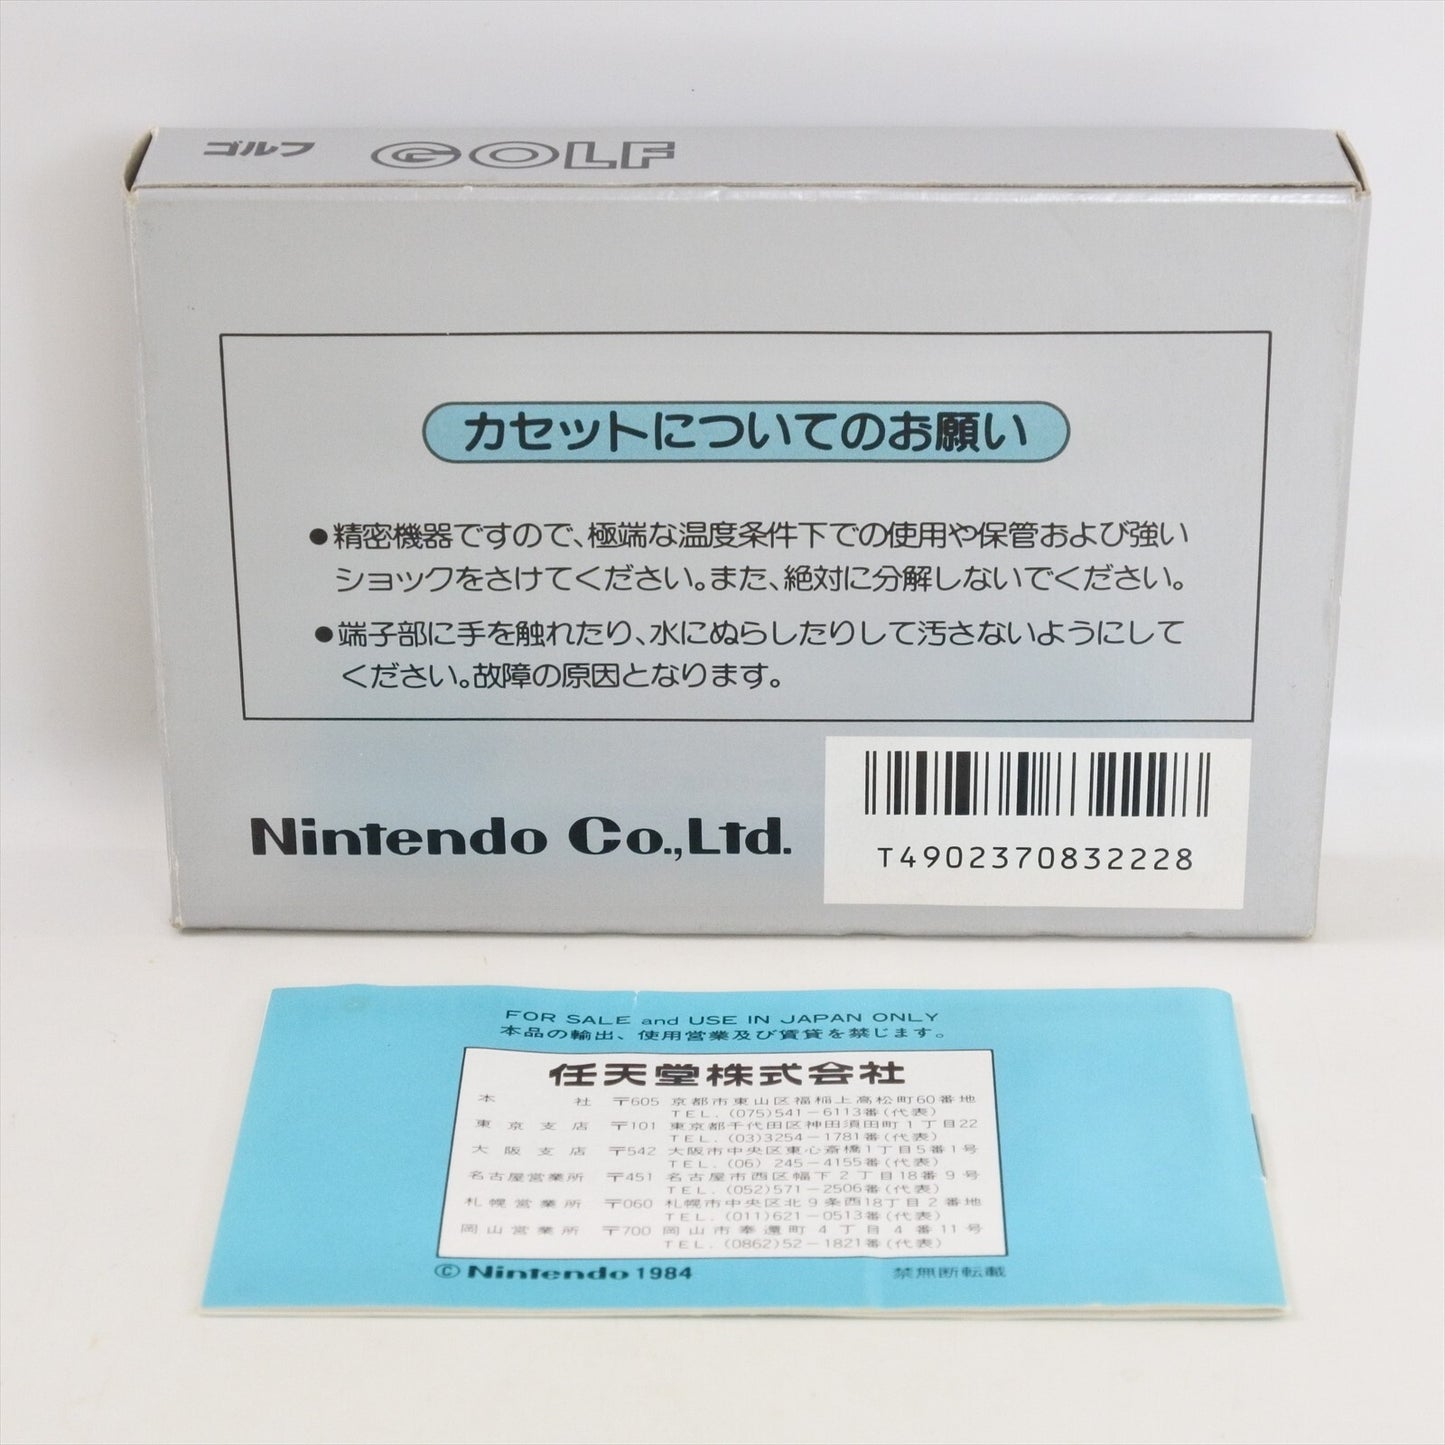 ゴルフ GOLF
カセットについてのお願い
●精密機器ですので、極端な温度条件下での使用や保管および強い
ショックをさけてください。また、絶対に分解しないでください。
●端子部に手を触れたり、水にぬらしたりして汚さないようにして
ください。故障の原因となります。
Nintendo Co.,Ltd.
T4902370832228
FOR SALE and USE IN JAPAN ONLY
本品の輸出、使用営業及び賃貸を禁じます。
任天堂株式会社
本社 〒605 京都市東山区福稲上高松町60番地
TEL. (075)541-6113番(代表)
東京支店 〒101 東京都千代田区神田須田町1丁目22
TEL. (03)3254-1781番(代表)
大阪支店 〒542 大阪市中央区東心斎橋1丁目5番1号
TEL. (06) 245-4155番(代表)
名古屋営業所 〒451 名古屋市西区幅下2丁目18番9号
TEL. (052)571-2506番(代表)
札幌営業所 〒060 札幌市中央区北9条西18丁目2番地
TEL. (011)621-0513番(代表)
岡山営業所 〒700 岡山市奉還町4丁目4番11号
TEL. (0862)52-1821番(代表)
© Nintendo 1984 禁無断転載